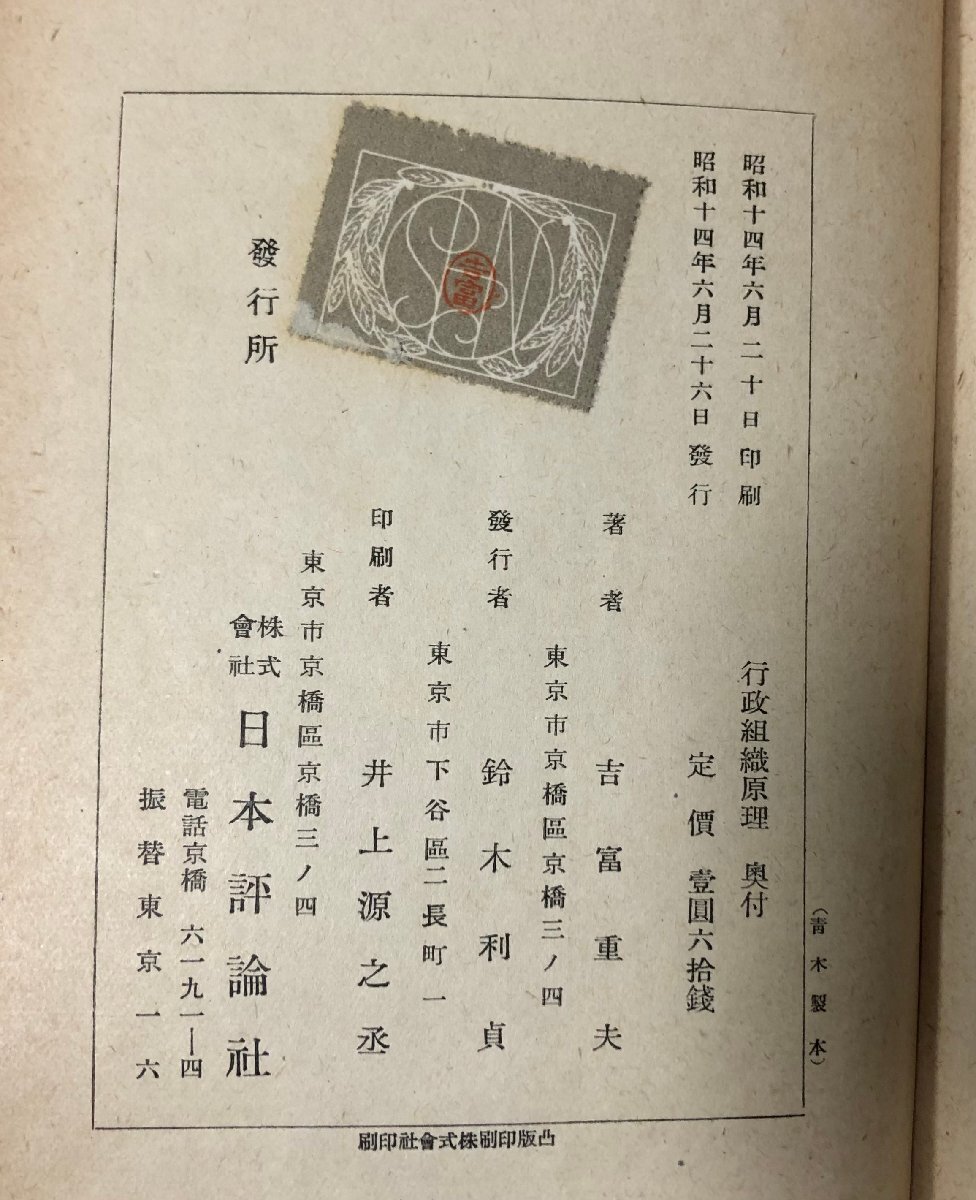 昭和十四年六月二十日印刷
昭和十四年六月二十六日發行
行政組織原理 奥付
定價 壹圓六拾錢
著者 吉富重夫
東京市京橋區京橋三ノ四
發行者 鈴木利貞
東京市下谷區二長町一
印刷者 井上源之丞
東京市京橋區京橋三ノ四
發行所 株式會社 日本評論社
電話京橋 六一九一―四
振替東京一六
(青木製本)
刷印社會式株刷印版凸
吉富